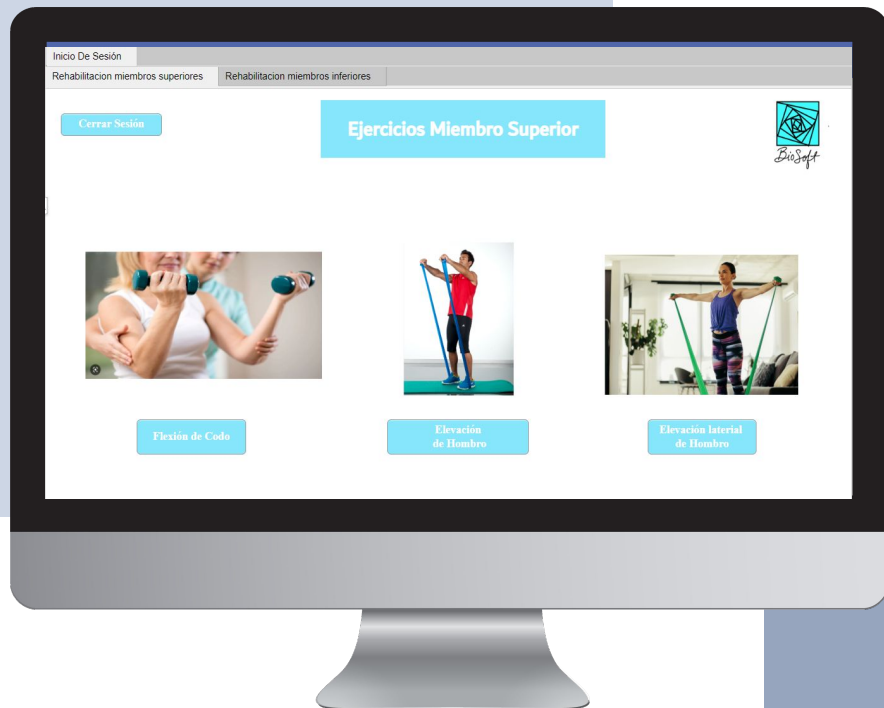 Inicio De Sesión
Rehabilitacion miembros superiores
Rehabilitacion miembros inferiores
Cerrar Sesión
Ejercicios Miembro Superior
BioSoft
Flexión de Codo
Elevación
de Hombro
Elevación laterial
de Hombro